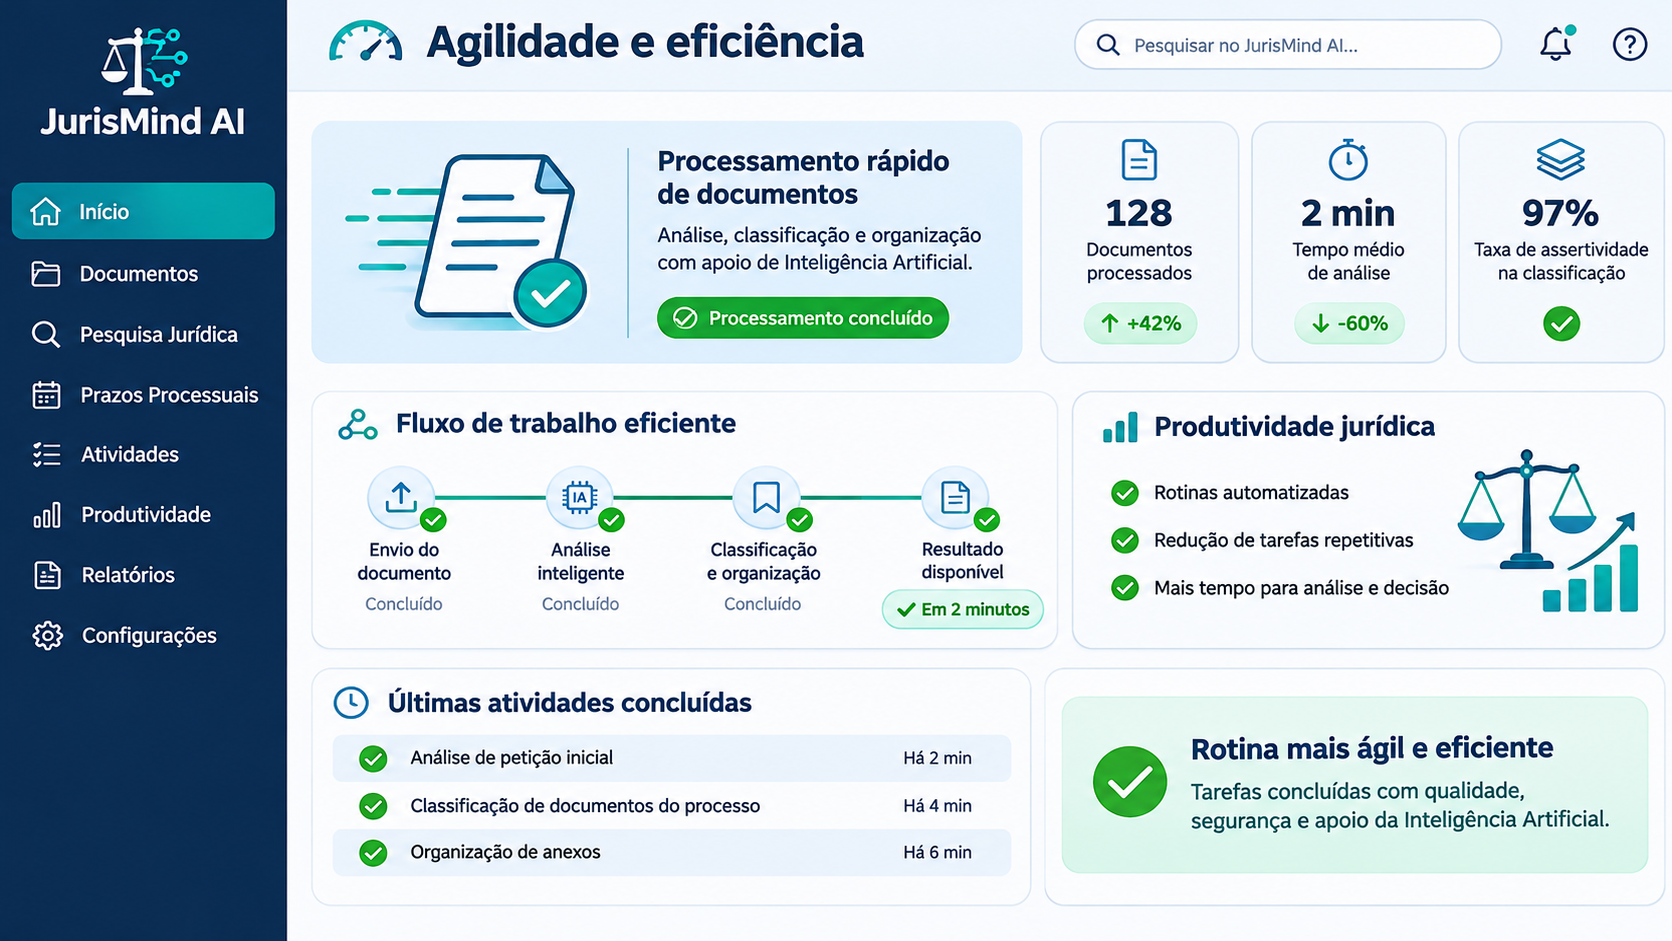 JurisMind AI
Início
Documentos
Pesquisa Jurídica
Prazos Processuais
Atividades
Produtividade
Relatórios
Configurações
Agilidade e eficiência
Pesquisar no JurisMind AI...
Processamento rápido
de documentos
Análise, classificação e organização
com apoio de Inteligência Artificial.
Processamento concluído
128
Documentos
processados
+42%
2 min
Tempo médio
de análise
-60%
97%
Taxa de assertividade
na classificação
Fluxo de trabalho eficiente
Envio do
documento
Concluído
IA
Análise
inteligente
Concluído
Classificação
e organização
Concluído
Resultado
disponível
Em 2 minutos
Produtividade jurídica
Rotinas automatizadas
Redução de tarefas repetitivas
Mais tempo para análise e decisão
Últimas atividades concluídas
Análise de petição inicial Há 2 min
Classificação de documentos do processo Há 4 min
Organização de anexos Há 6 min
Rotina mais ágil e eficiente
Tarefas concluídas com qualidade,
segurança e apoio da Inteligência Artificial.